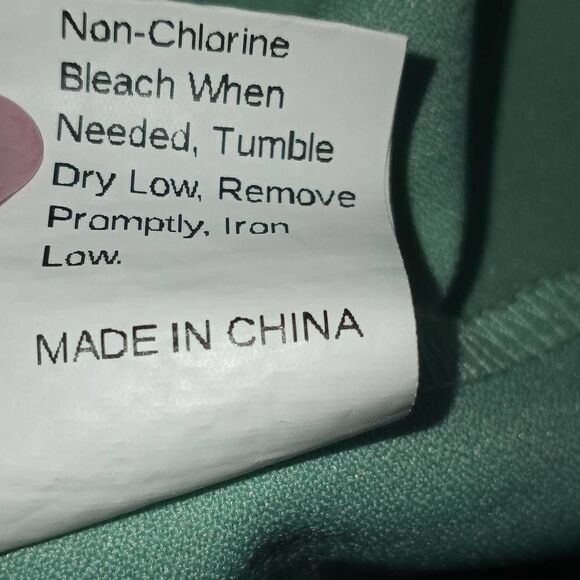 Non-Chlorine
Bleach When
Needed, Tumble
Dry Low, Remove
Promptly, Iron
Low.
MADE IN CHINA